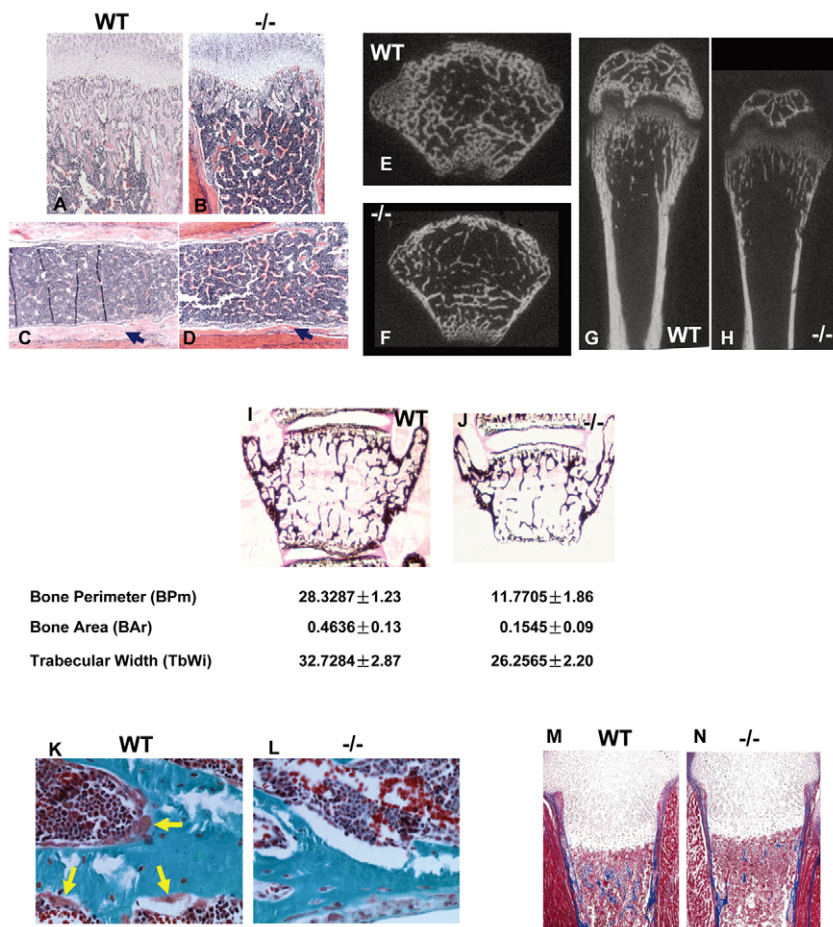 WT -/-
A B
C D
WT
E
-/-
F
G WT
H -/-
I WT
J -/-
Bone Perimeter (BPm) 28.3287±1.23 11.7705±1.86
Bone Area (BAr) 0.4636±0.13 0.1545±0.09
Trabecular Width (TbWi) 32.7284±2.87 26.2565±2.20
K WT L -/-
M WT N -/-